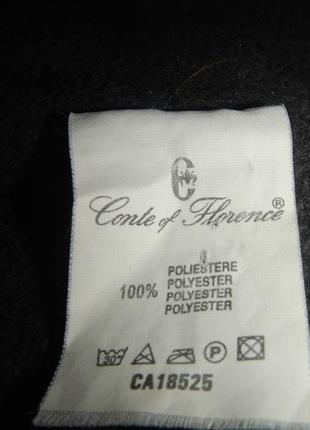 Conte of Florence ®
POLIESTERE
100% POLYESTER
POLYESTER
POLYESTER
30°
P
CA18525